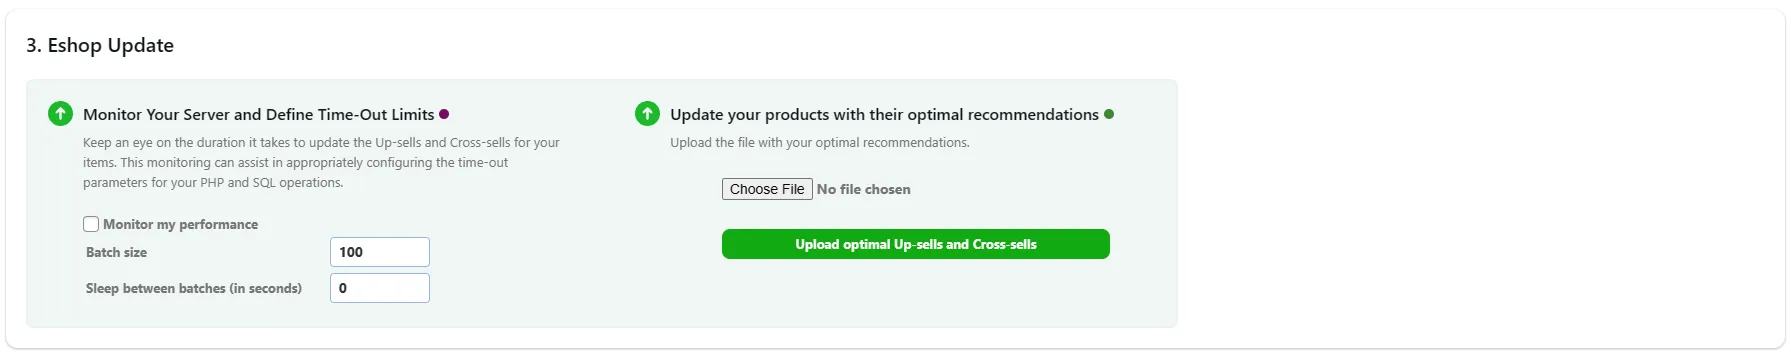 3. Eshop Update
Monitor Your Server and Define Time-Out Limits
Keep an eye on the duration it takes to update the Up-sells and Cross-sells for your
items. This monitoring can assist in appropriately configuring the time-out
parameters for your PHP and SQL operations.
Monitor my performance
Batch size 100
Sleep between batches (in seconds) 0
Update your products with their optimal recommendations
Upload the file with your optimal recommendations.
Choose File No file chosen
Upload optimal Up-sells and Cross-sells